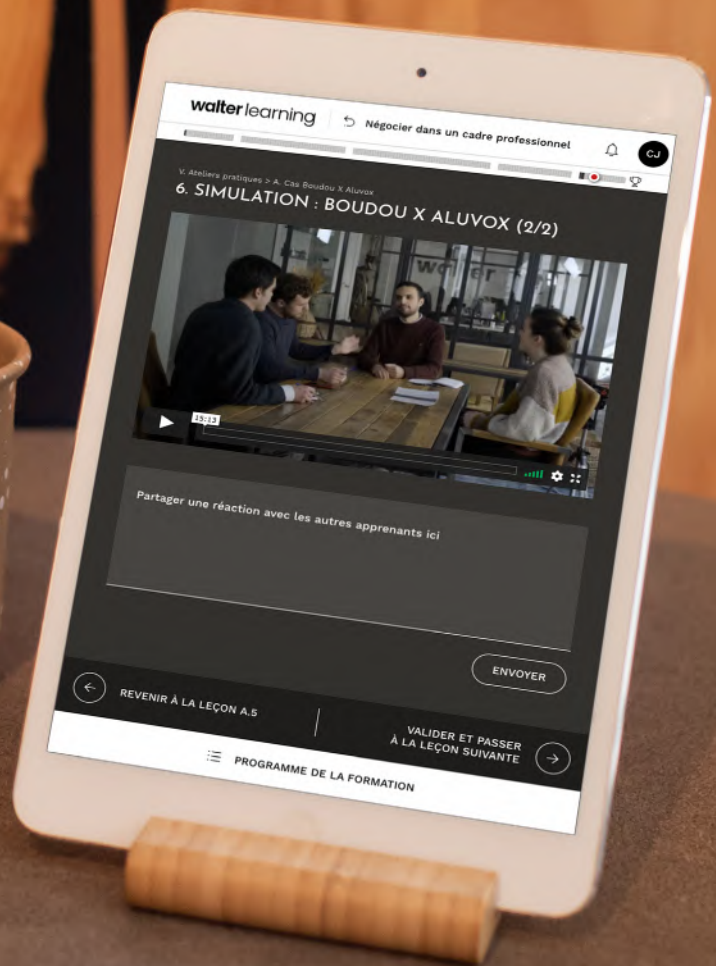 walter learning
Négocier dans un cadre professionnel
CJ
V. Ateliers pratiques > A. Cas Boudou X Aluvox
6. SIMULATION : BOUDOU X ALUVOX (2/2)
walter
15:13
Partager une réaction avec les autres apprenants ici
ENVOYER
REVENIR À LA LEÇON A.5
VALIDER ET PASSER
À LA LEÇON SUIVANTE
PROGRAMME DE LA FORMATION